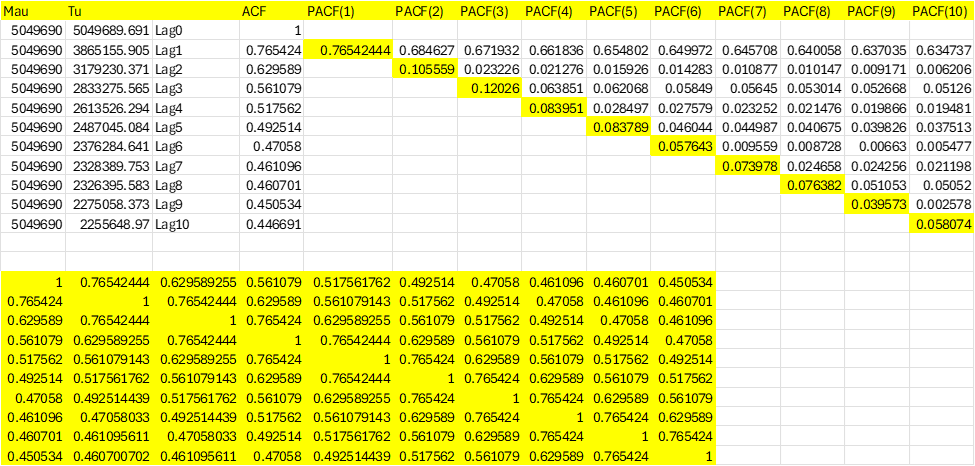 Mau Tu ACF PACF(1) PACF(2) PACF(3) PACF(4) PACF(5) PACF(6) PACF(7) PACF(8) PACF(9) PACF(10)
5049690 5049689.691 Lag0 1
5049690 3865155.905 Lag1 0.765424 0.76542444 0.684627 0.671932 0.661836 0.654802 0.649972 0.645708 0.640058 0.637035 0.634737
5049690 3179230.371 Lag2 0.629589 0.105559 0.023226 0.021276 0.015926 0.014283 0.010877 0.010147 0.009171 0.006206
5049690 2833275.565 Lag3 0.561079 0.12026 0.063851 0.062068 0.05849 0.05645 0.053014 0.052668 0.05126
5049690 2613526.294 Lag4 0.517562 0.083951 0.028497 0.027579 0.023252 0.021476 0.019866 0.019481
5049690 2487045.084 Lag5 0.492514 0.083789 0.046044 0.044987 0.040675 0.039826 0.037513
5049690 2376284.641 Lag6 0.47058 0.057643 0.009559 0.008728 0.00663 0.005477
5049690 2328389.753 Lag7 0.461096 0.073978 0.024658 0.024256 0.021198
5049690 2326395.583 Lag8 0.460701 0.076382 0.051053 0.05052
5049690 2275058.373 Lag9 0.450534 0.039573 0.002578
5049690 2255648.97 Lag10 0.446691 0.058074
1 0.76542444 0.629589255 0.561079 0.517561762 0.492514 0.47058 0.461096 0.460701 0.450534
0.765424 1 0.76542444 0.629589 0.561079143 0.517562 0.492514 0.47058 0.461096 0.460701
0.629589 0.76542444 1 0.765424 0.629589255 0.561079 0.517562 0.492514 0.47058 0.461096
0.561079 0.629589255 0.76542444 1 0.76542444 0.629589 0.561079 0.517562 0.492514 0.47058
0.517562 0.561079143 0.629589255 0.765424 1 0.765424 0.629589 0.561079 0.517562 0.492514
0.492514 0.517561762 0.561079143 0.629589 0.76542444 1 0.765424 0.629589 0.561079 0.517562
0.47058 0.492514439 0.517561762 0.561079 0.629589255 0.765424 1 0.765424 0.629589 0.561079
0.461096 0.47058033 0.492514439 0.517562 0.561079143 0.629589 0.765424 1 0.765424 0.629589
0.460701 0.461095611 0.47058033 0.492514 0.517561762 0.561079 0.629589 0.765424 1 0.765424
0.450534 0.460700702 0.461095611 0.47058 0.492514439 0.517562 0.561079 0.629589 0.765424 1